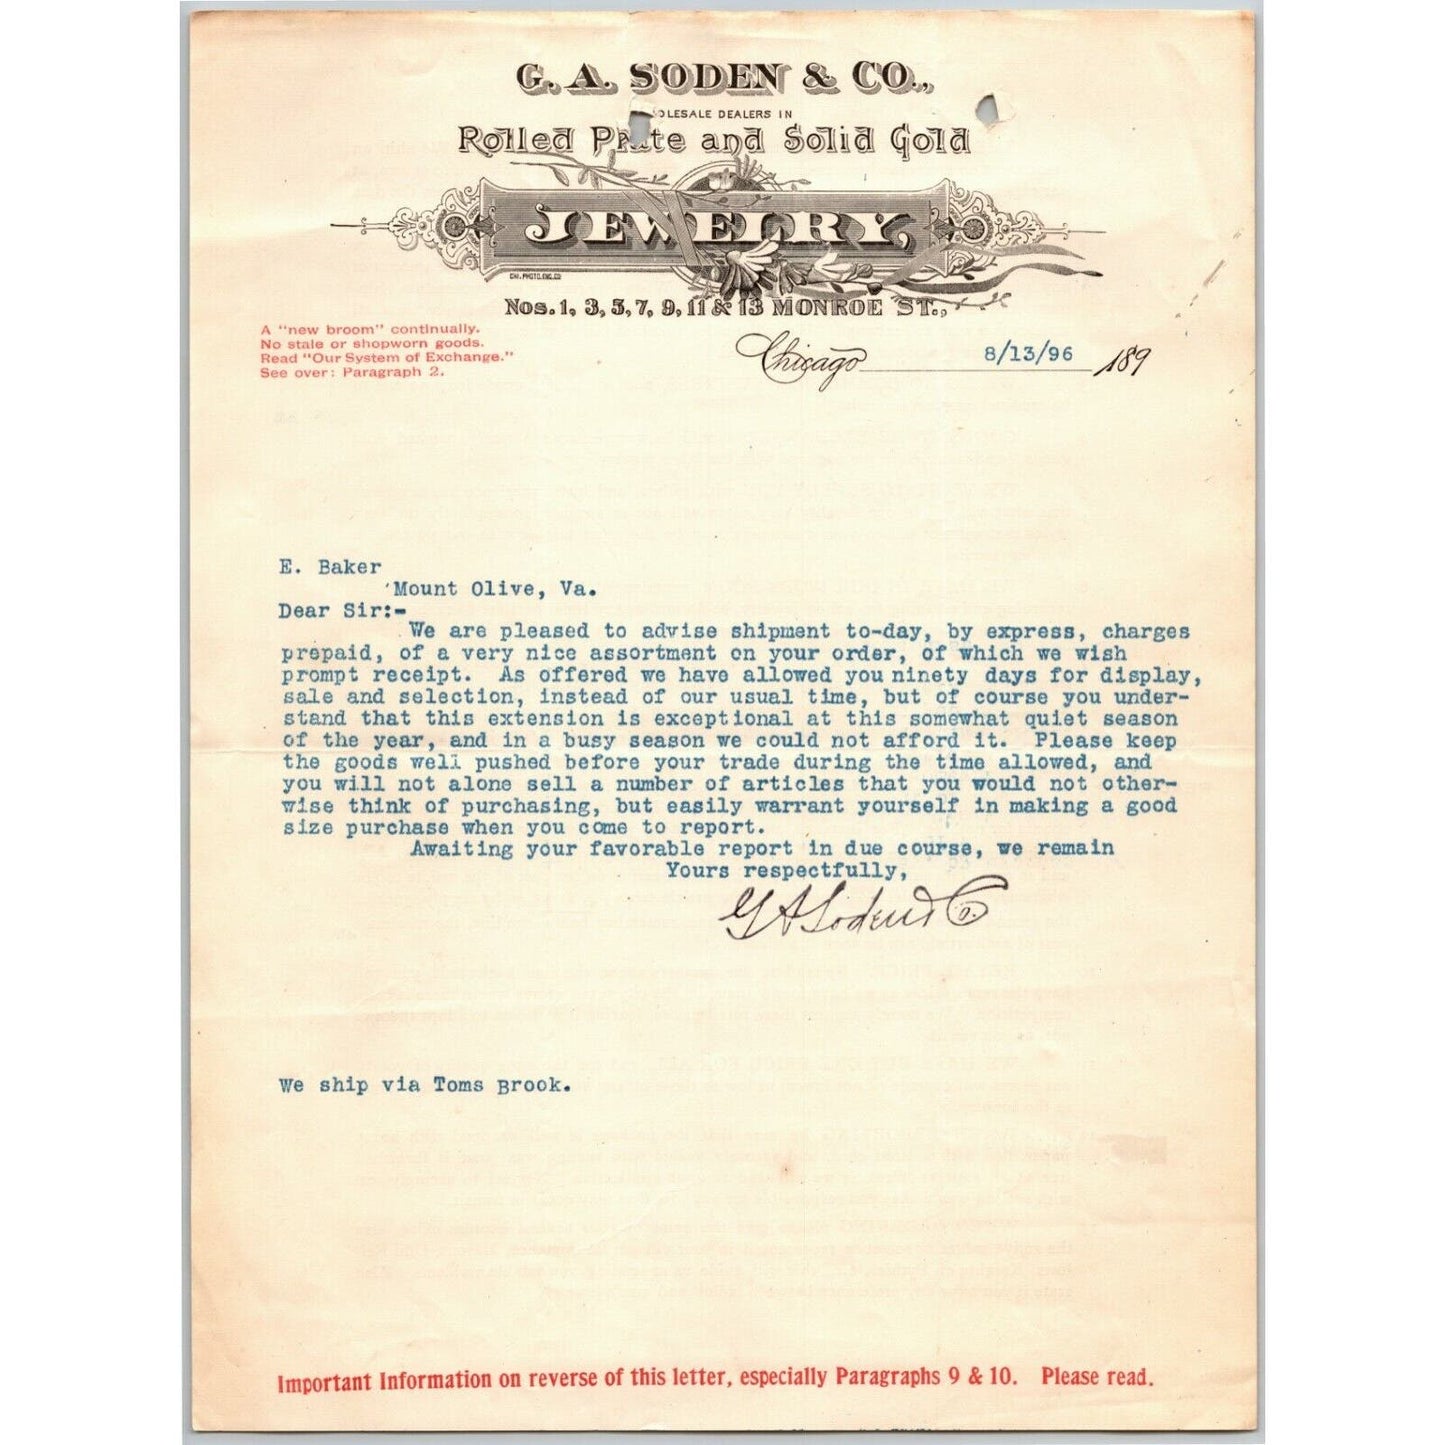 G. A. SODEN & CO.,
WHOLESALE DEALERS IN
Rolled Plate and Solid Gold
JEWELRY,
CHI. PHOTO. ENG. CO
Nos. 1, 3, 5, 7, 9, 11 & 13 MONROE ST.,
A "new broom" continually.
No stale or shopworn goods.
Read "Our System of Exchange."
See over: Paragraph 2.
Chicago 8/13/96 189
E. Baker
Mount Olive, Va.
Dear Sir:-
We are pleased to advise shipment to-day, by express, charges
prepaid, of a very nice assortment on your order, of which we wish
prompt receipt. As offered we have allowed you ninety days for display,
sale and selection, instead of our usual time, but of course you under-
stand that this extension is exceptional at this somewhat quiet season
of the year, and in a busy season we could not afford it. Please keep
the goods well pushed before your trade during the time allowed, and
you will not alone sell a number of articles that you would not other-
wise think of purchasing, but easily warrant yourself in making a good
size purchase when you come to report.
Awaiting your favorable report in due course, we remain
Yours respectfully,
G A Soden & Co.
We ship via Toms Brook.
Important Information on reverse of this letter, especially Paragraphs 9 & 10. Please read.